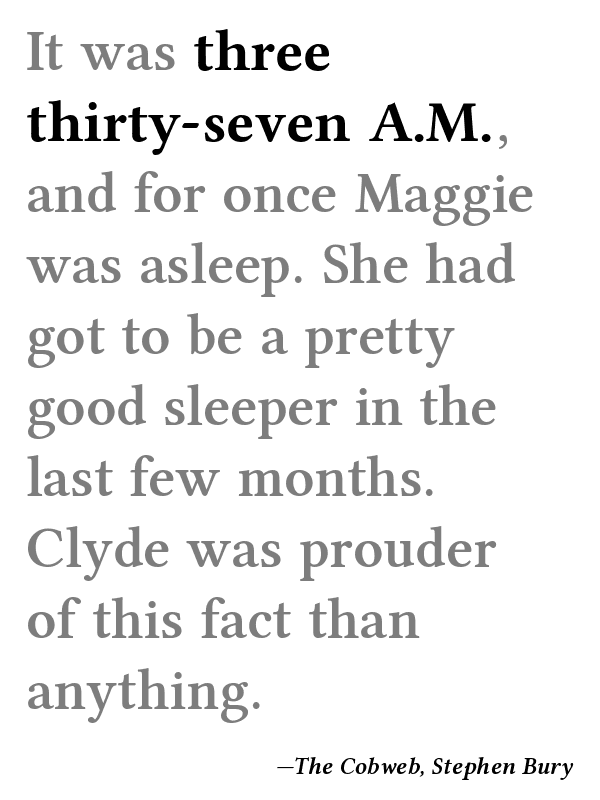 It was three
thirty-seven A.M.,
and for once Maggie
was asleep. She had
got to be a pretty
good sleeper in the
last few months.
Clyde was prouder
of this fact than
anything.
—The Cobweb, Stephen Bury